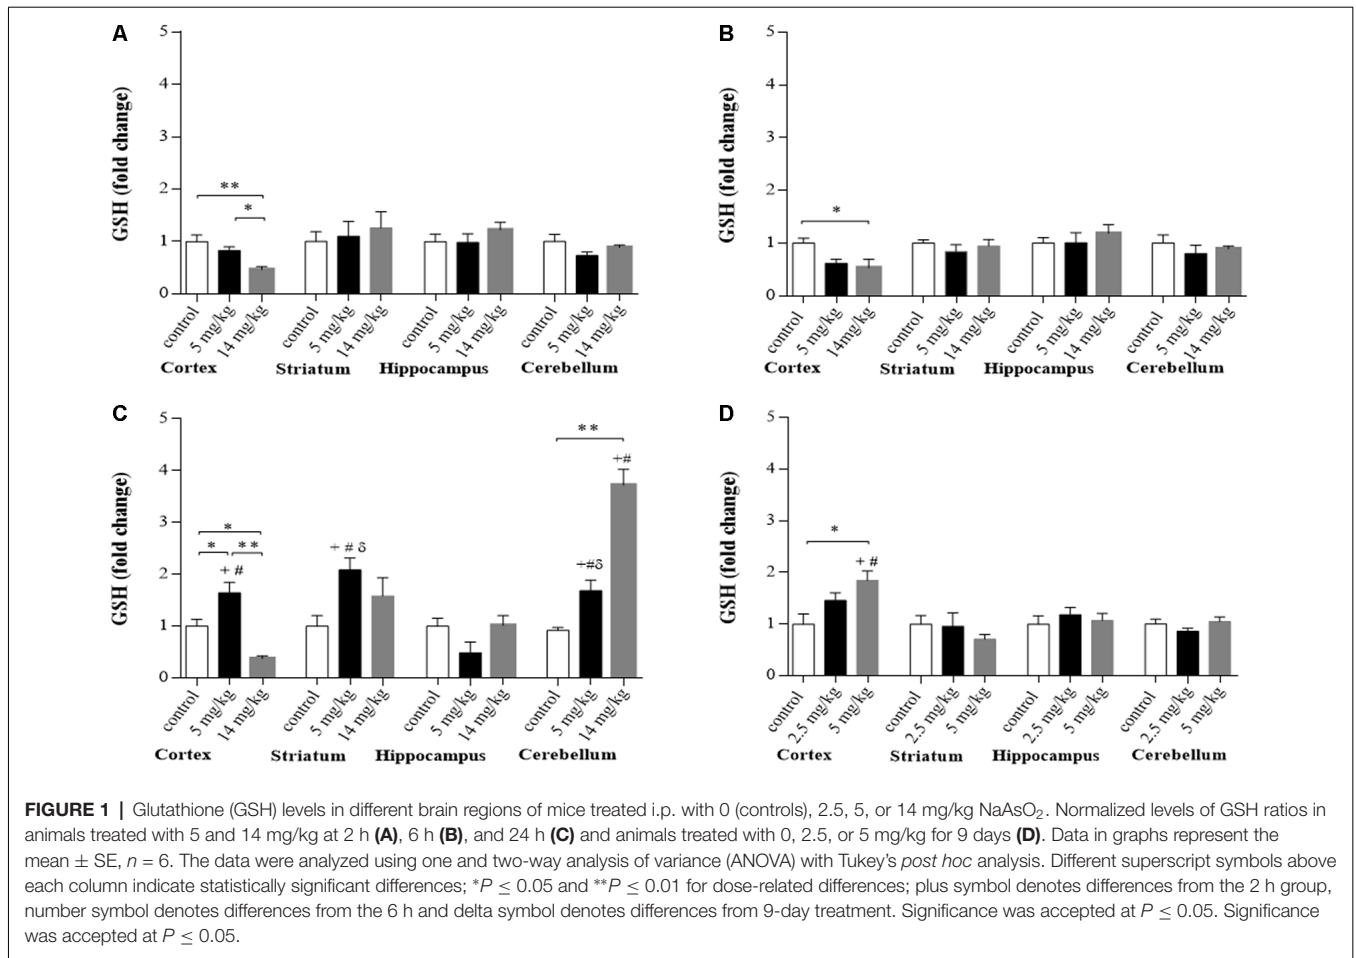 A
GSH (fold change)
5
4
3
2
1
0
**
*
control
5 mg/kg
14 mg/kg
control
5 mg/kg
14 mg/kg
control
5 mg/kg
14 mg/kg
control
5 mg/kg
14 mg/kg
Cortex
Striatum
Hippocampus
Cerebellum
B
GSH (fold change)
5
4
3
2
1
0
*
control
5 mg/kg
14mg/kg
control
5 mg/kg
14 mg/kg
control
5 mg/kg
14 mg/kg
control
5 mg/kg
14 mg/kg
Cortex
Striatum
Hippocampus
Cerebellum
C
GSH (fold change)
5
4
3
2
1
0
*
*
**
+ #
+ # δ
+#δ
**
+#
control
5 mg/kg
14 mg/kg
control
5 mg/kg
14 mg/kg
control
5 mg/kg
14 mg/kg
control
5 mg/kg
14 mg/kg
Cortex
Striatum
Hippocampus
Cerebellum
D
GSH (fold change)
5
4
3
2
1
0
*
+ #
control
2.5 mg/kg
5 mg/kg
control
2.5 mg/kg
5 mg/kg
control
2.5 mg/kg
5 mg/kg
control
2.5 mg/kg
5 mg/kg
Cortex
Striatum
Hippocampus
Cerebellum
FIGURE 1 | Glutathione (GSH) levels in different brain regions of mice treated i.p. with 0 (controls), 2.5, 5, or 14 mg/kg NaAsO₂. Normalized levels of GSH ratios in
animals treated with 5 and 14 mg/kg at 2 h (A), 6 h (B), and 24 h (C) and animals treated with 0, 2.5, or 5 mg/kg for 9 days (D). Data in graphs represent the
mean ± SE, n = 6. The data were analyzed using one and two-way analysis of variance (ANOVA) with Tukey's post hoc analysis. Different superscript symbols above
each column indicate statistically significant differences; *P ≤ 0.05 and **P ≤ 0.01 for dose-related differences; plus symbol denotes differences from the 2 h group,
number symbol denotes differences from the 6 h and delta symbol denotes differences from 9-day treatment. Significance was accepted at P ≤ 0.05. Significance
was accepted at P ≤ 0.05.